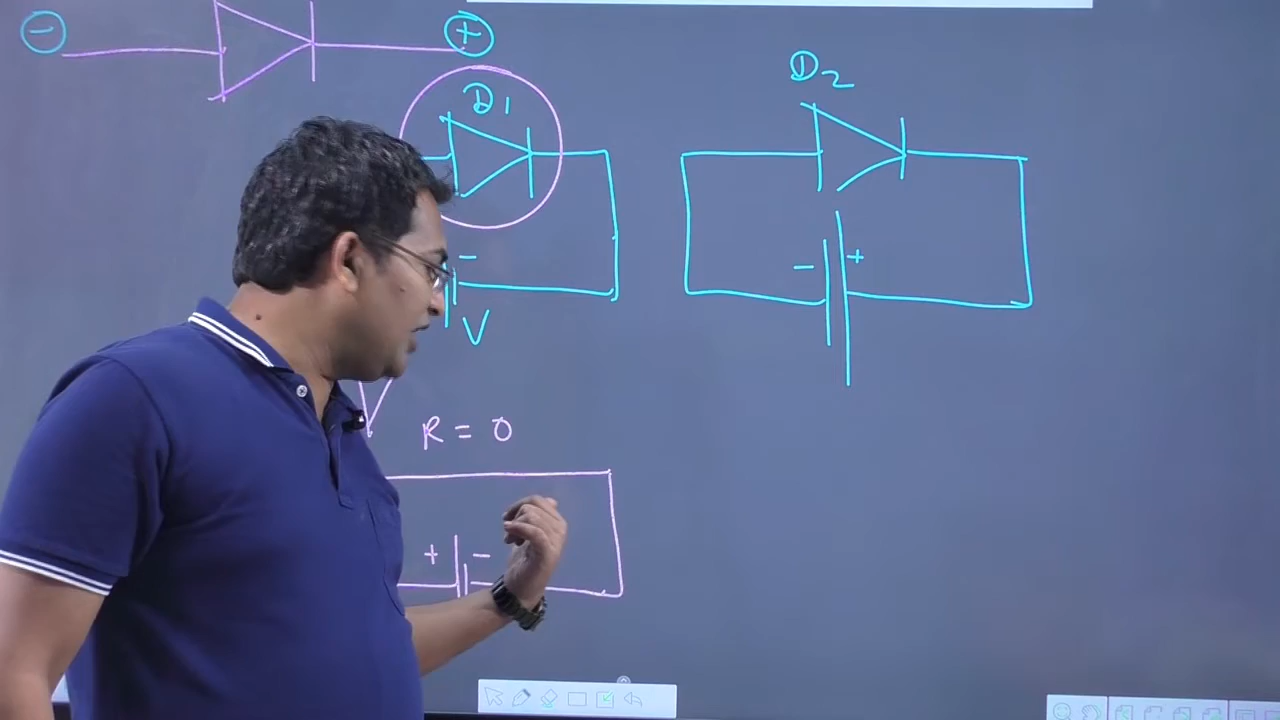 - +
D1
D2
-
- +
V
R = 0
+ -